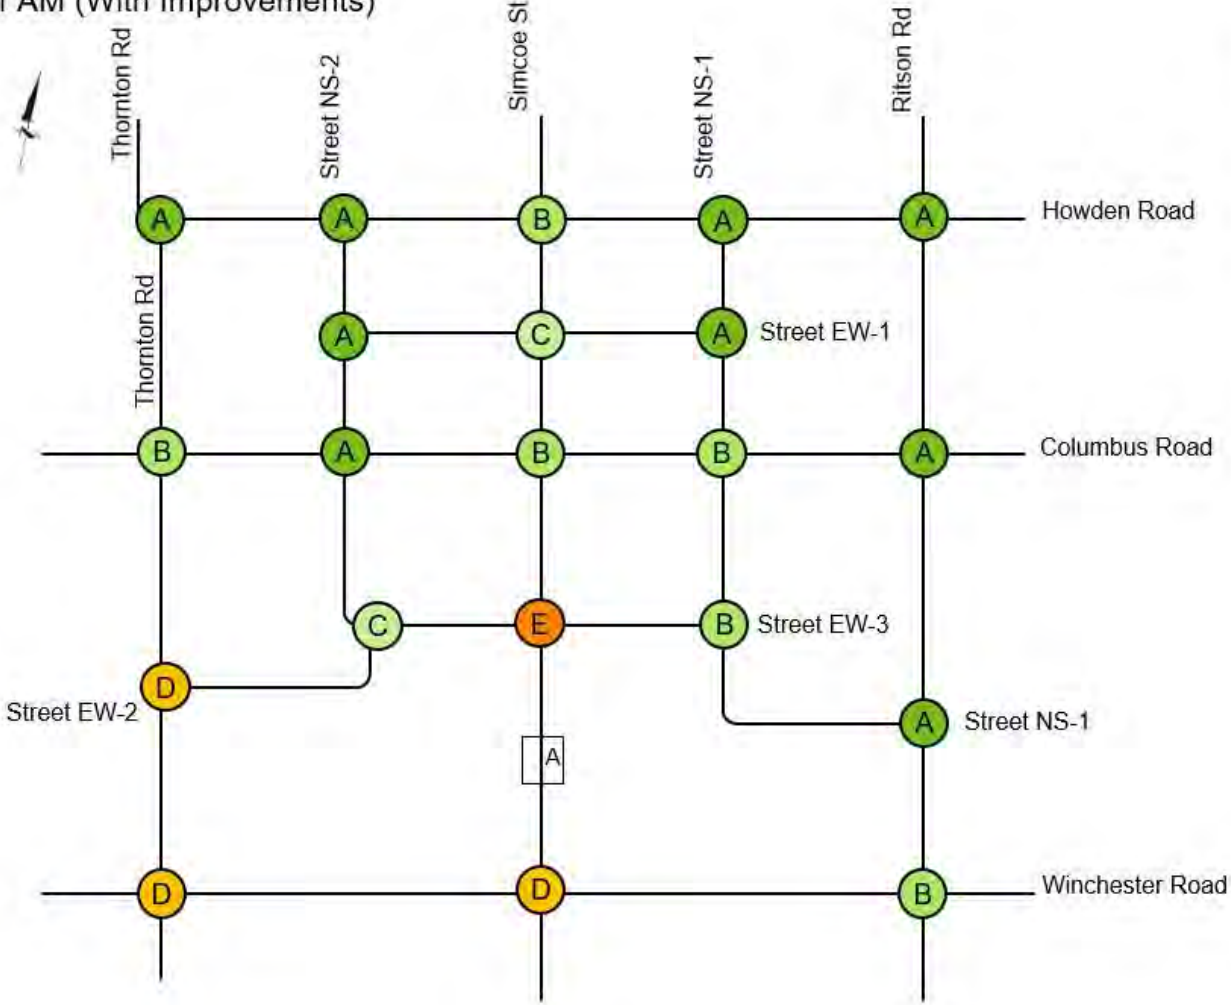 AM (With Improvements)
Thornton Rd
Street NS-2
Simcoe St
Street NS-1
Ritson Rd
A A B A A Howden Road
Thornton Rd
A C A Street EW-1
B A B B A Columbus Road
C E B Street EW-3
D
Street EW-2
A Street NS-1
A
D D B Winchester Road